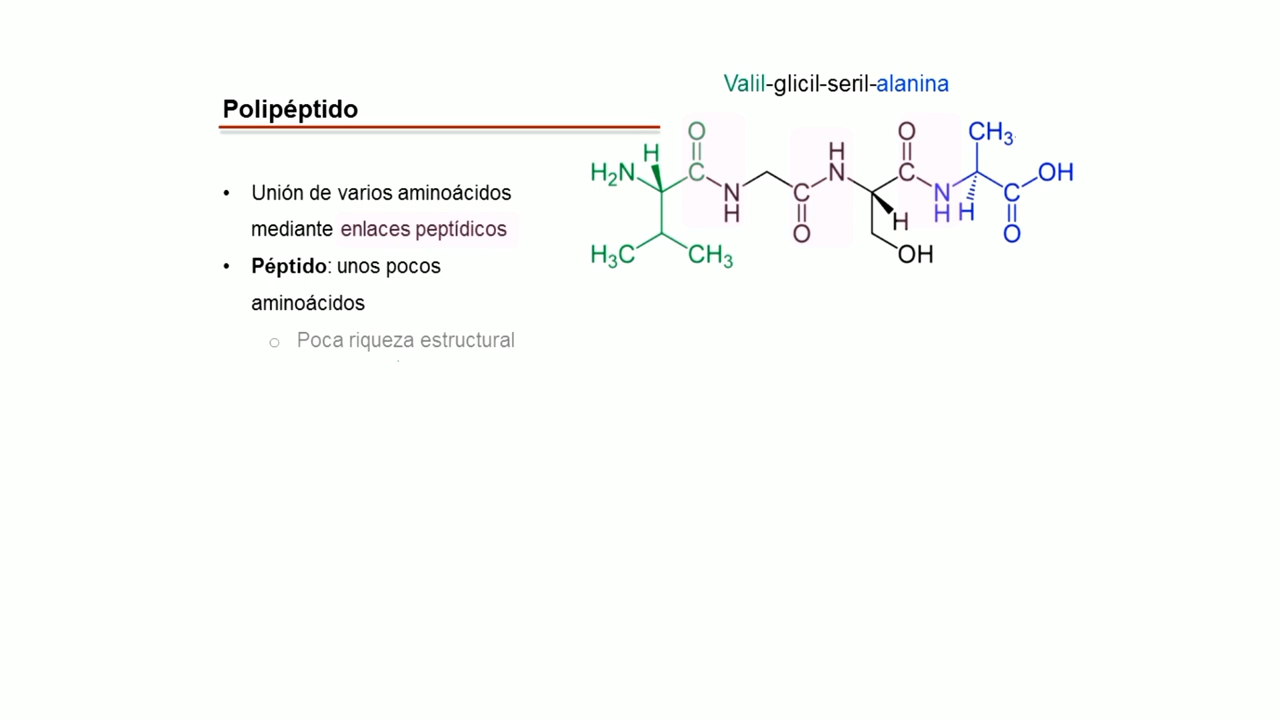 Polipéptido
• Unión de varios aminoácidos
mediante enlaces peptídicos
• Péptido: unos pocos
aminoácidos
o Poca riqueza estructural
Valil-glicil-seril-alanina
O H O CH3
H H2N C N C OH
N C N H C
H O H H O
H3C CH3 OH